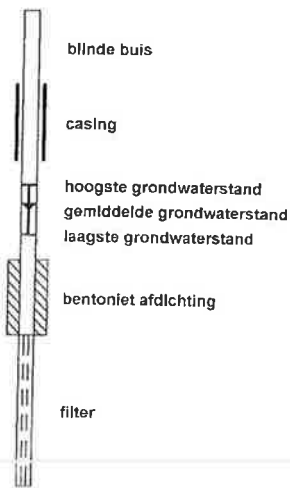 blinde buis
casing
hoogste grondwaterstand
gemiddelde grondwaterstand
laagste grondwaterstand
bentoniet afdichting
filter